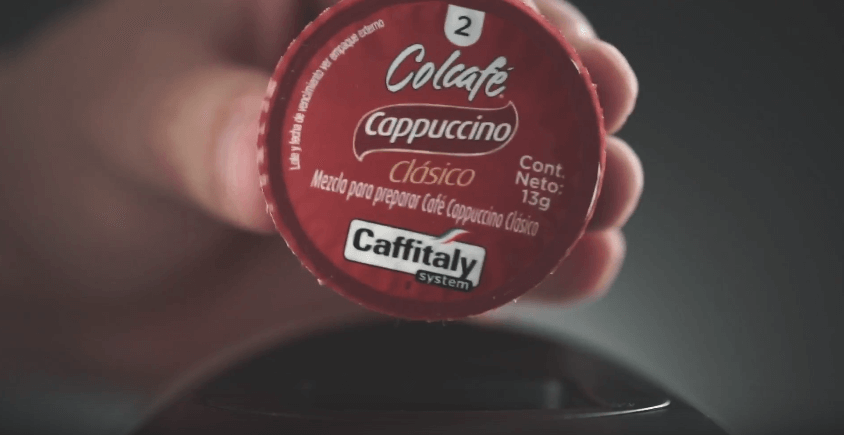 2
Colcafé
Cappuccino
Clásico
Mezcla para preparar Café Cappuccino Clásico
Cont.
Neto:
13g
Caffitaly
system
Lote y fecha de vencimiento ver empaque externo